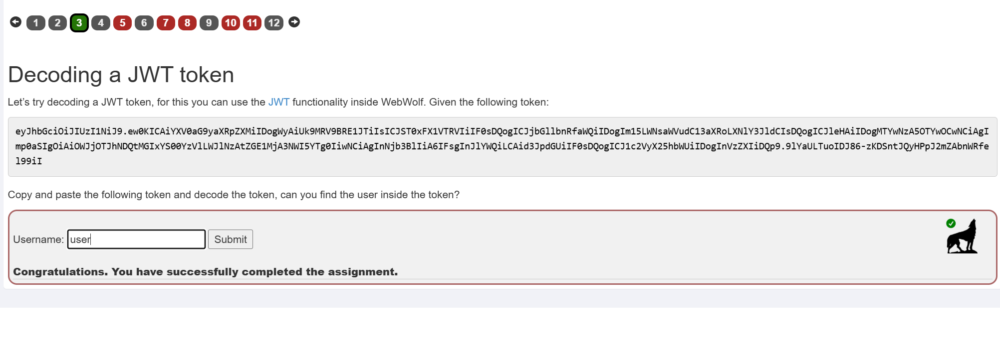 1 2 3 4 5 6 7 8 9 10 11 12
Decoding a JWT token
Let’s try decoding a JWT token, for this you can use the JWT functionality inside WebWolf. Given the following token:
eyJhbGciOiJIUzI1NiJ9.ew0KICAiYXV0aG9yaXRpZXMiIDogWyAiUk9MRV9BRE1JTiIsICJST0xFX1VTRVIiIF0sDQogICJjbGllbnRfaWQiIDogIm15LWNsaWVudC13aXRoLXNlY3JldCIsDQogICJleHAiIDogMTYwNzA5OTYwOCwNCiAgI
mp0aSIgOiAiOWJjOTJhNDQtMGIxYS00YzVlLWJlNzAtZGE1MjA3NWI5YTg0IiwNCiAgInNjb3BlIiA6IFsgInJlYWQiLCAid3JpdGUiIF0sDQogICJ1c2VyX25hbWUiIDogInVzZXIiDQp9.9lYaULTuoIDJ86-zKDSntJQyHPpJ2mZAbnWRfe
l99iI
Copy and paste the following token and decode the token, can you find the user inside the token?
Username: user Submit
Congratulations. You have successfully completed the assignment.